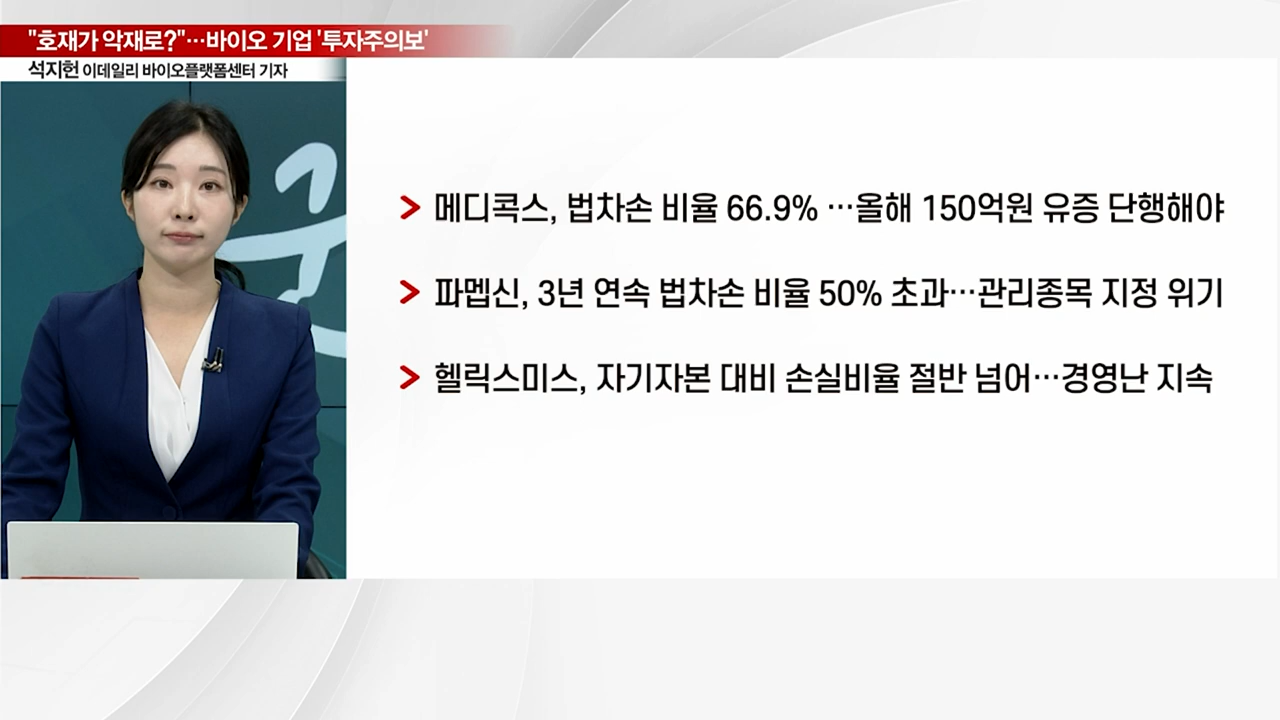 "호재가 악재로?"…바이오 기업 '투자주의보'
석지헌 이데일리 바이오플랫폼센터 기자
메디콕스, 법차손 비율 66.9% …올해 150억원 유증 단행해야
파멥신, 3년 연속 법차손 비율 50% 초과…관리종목 지정 위기
헬릭스미스, 자기자본 대비 손실비율 절반 넘어…경영난 지속